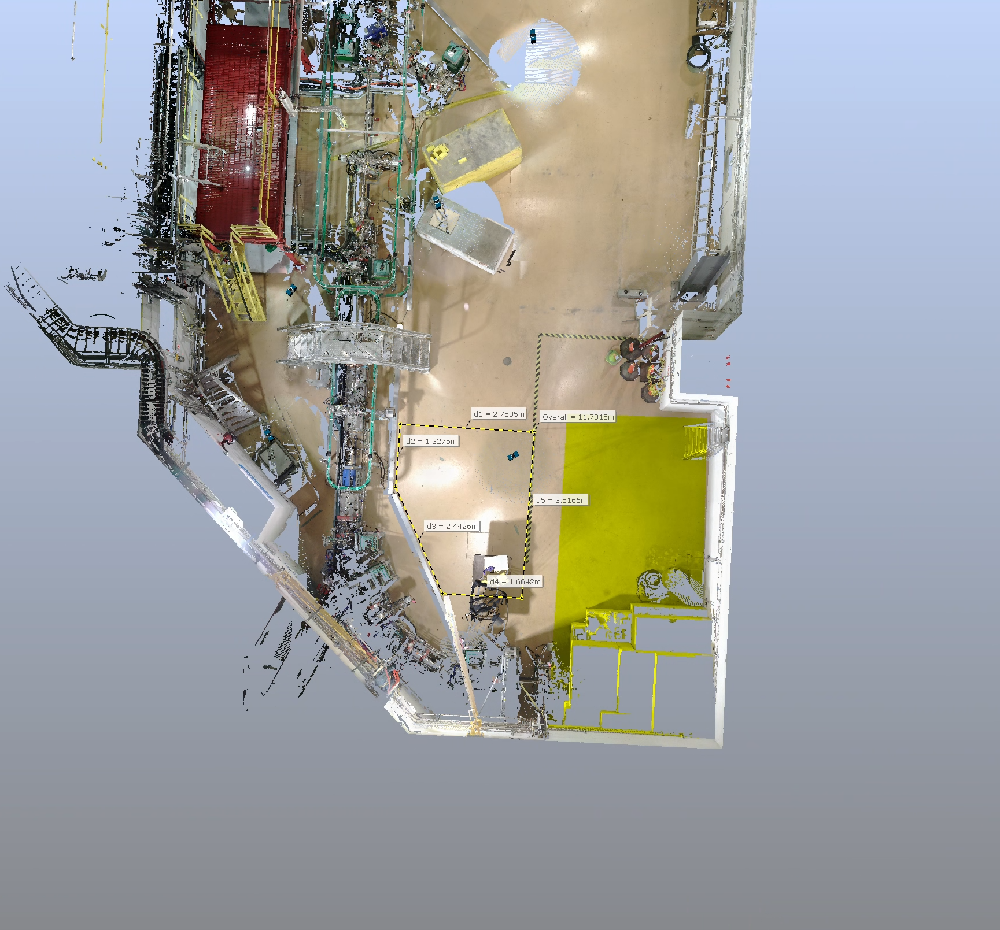 d1 = 2.7505m
Overall = 11.7015m
d2 = 1.3275m
d5 = 3.5166m
d3 = 2.4426m
d4 = 1.6642m